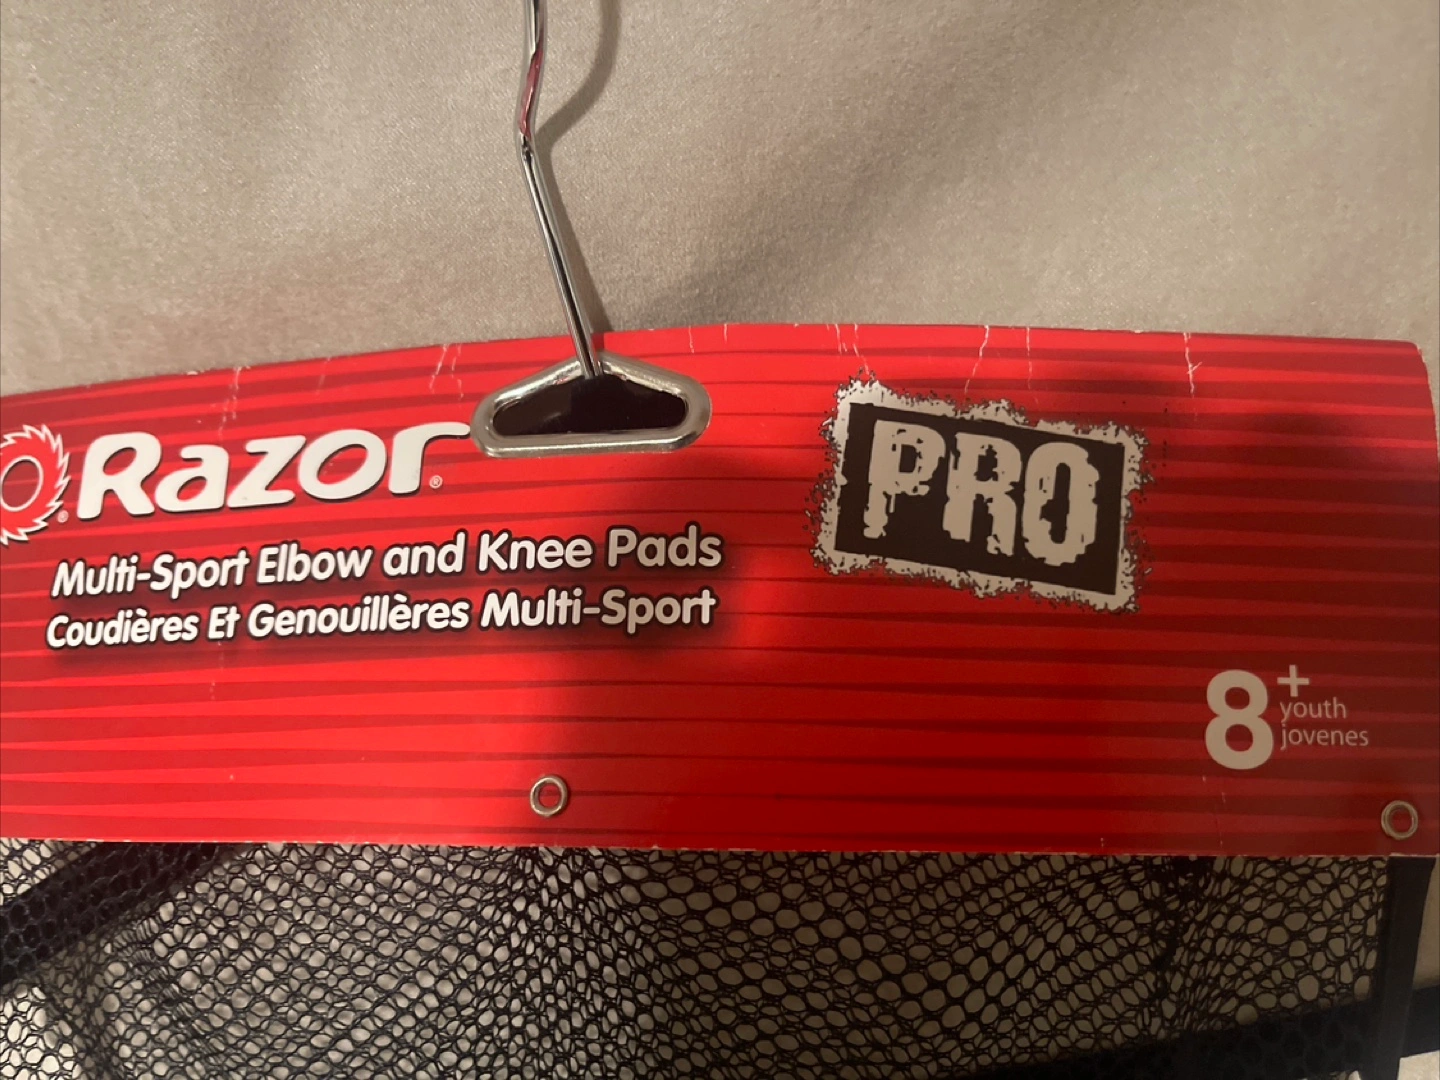 Razor®
Multi-Sport Elbow and Knee Pads
Coudières Et Genouillères Multi-Sport
PRO
8+
youth
jovenes